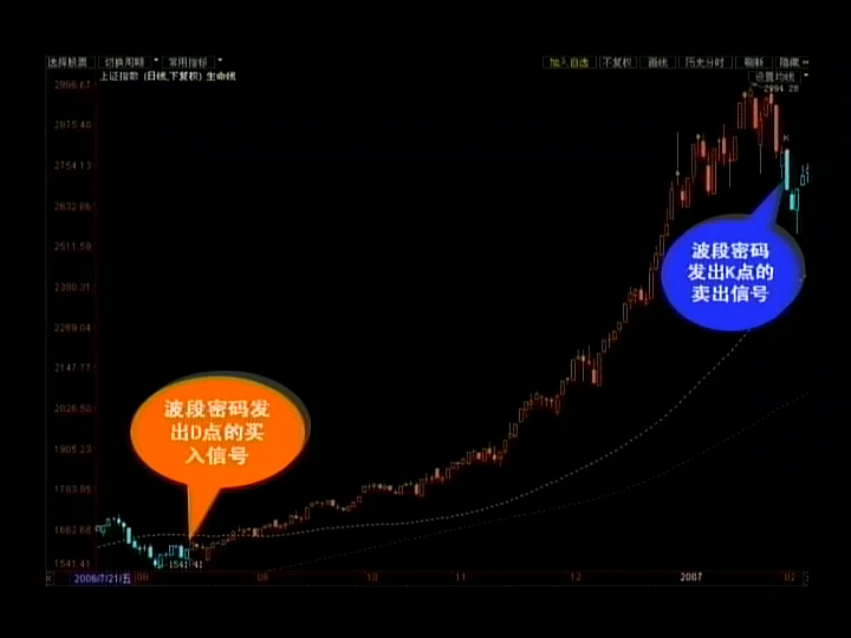 选择股票 切换周期 常用指标 加入自选 不复权 画线 历史分时 刷新 隐藏
上证指数 (日线,下复权) 生命线 设置均线
2996.67
2994.28
2875.40
2754.13
K
2632.86
波段密码
发出K点的
卖出信号
2511.59
2390.31
2269.04
2147.77
2026.50
波段密码发
出D点的买
入信号
1905.23
1783.95
1662.68
1541.41
1541.41
2006/7/21/五 08 09 10 11 12 2007 02